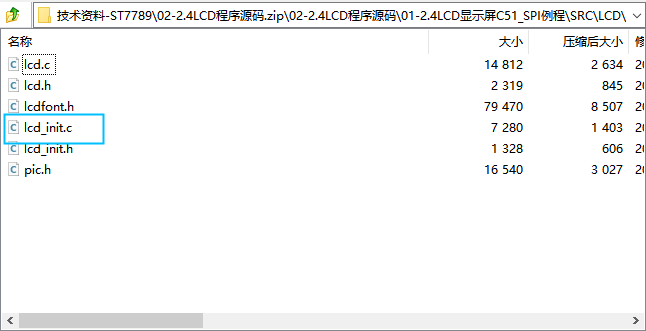 技术资料-ST7789\02-2.4LCD程序源码.zip\02-2.4LCD程序源码\01-2.4LCD显示屏C51_SPI例程\SRC\LCD\
名称 大小 压缩后大小 修
lcd.c 14 812 2 634 20
lcd.h 2 319 845 20
lcdfont.h 79 470 8 507 20
lcd_init.c 7 280 1 403 20
lcd_init.h 1 328 606 20
pic.h 16 540 3 027 20